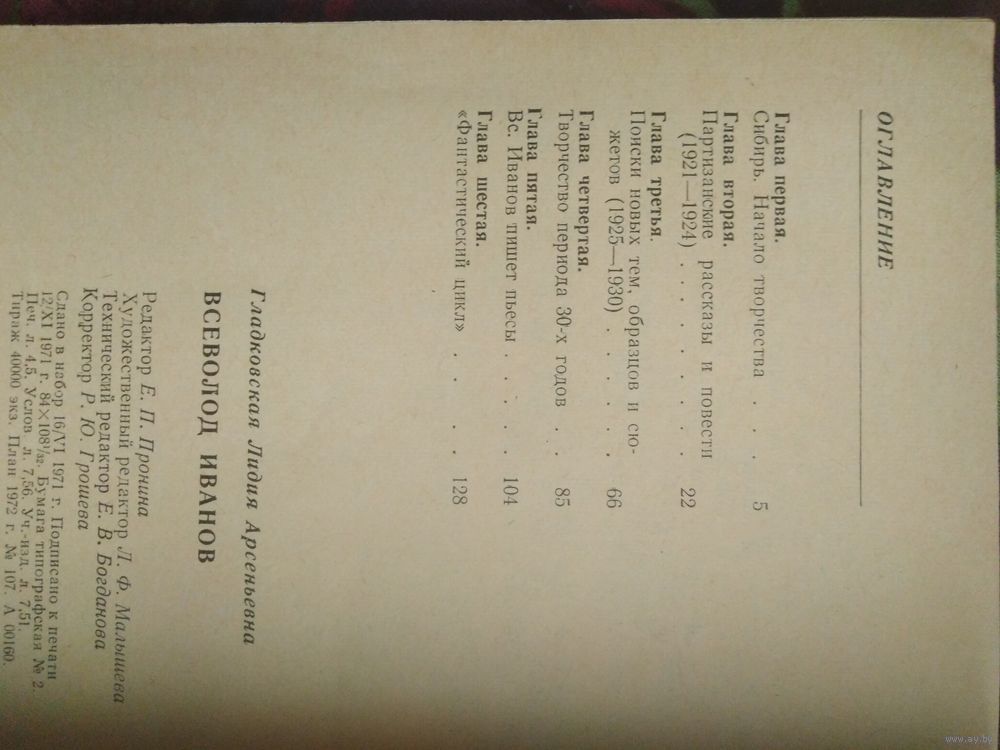 ОГЛАВЛЕНИЕ
Глава первая.
Сибирь. Начало творчества . . 5
Глава вторая.
Партизанские рассказы и повести
(1921—1924) . . . . . . 22
Глава третья.
Поиски новых тем, образцов и сю-
жетов (1925—1930) . . . . . 66
Глава четвертая.
Творчество периода 30-х годов . . 85
Глава пятая.
Вс. Иванов пишет пьесы . . . . 104
Глава шестая.
«Фантастический цикл» . . . . 128
Гладковская Лидия Арсеньевна
ВСЕВОЛОД ИВАНОВ
Редактор Е. П. Пронина
Художественный редактор Л. Ф. Малышева
Технический редактор Е. В. Богданова
Корректор Р. Ю. Грошева
Сдано в набор 16/VI 1971 г. Подписано к печати
12/XI 1971 г. 84×108¹/₃₂. Бумага типографская № 2.
Печ. л. 4,5. Услов л. 7,56. Уч.-изд. л. 7,51.
Тираж 40000 экз. План 1972 г. № 107. А 00160.
www.ay.by